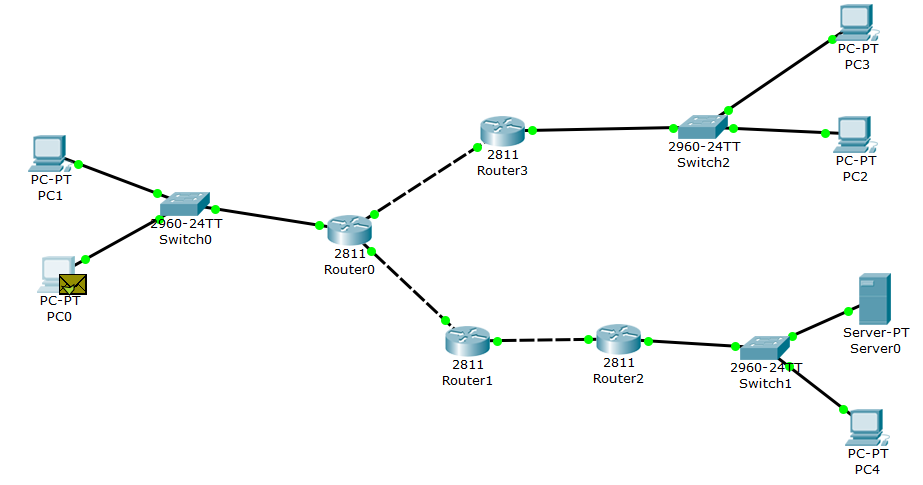 PC-PT
PC3
2960-24TT
Switch2
PC-PT
PC2
2811
Router3
PC-PT
PC1
2960-24TT
Switch0
2811
Router0
PC-PT
PC0
Server-PT
Server0
2811
Router1
2811
Router2
2960-24TT
Switch1
PC-PT
PC4